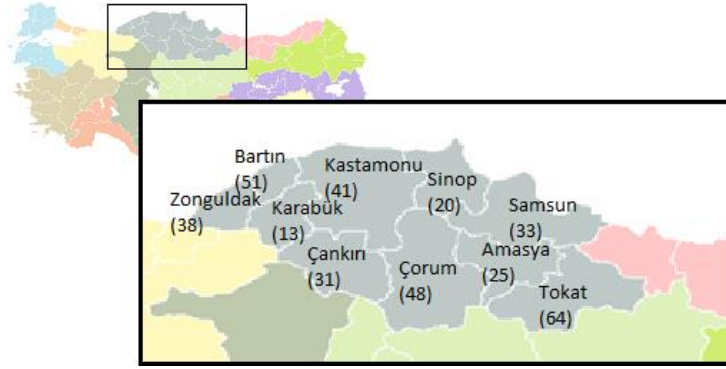 Bartın
(51)
Kastamonu
(41)
Sinop
(20)
Samsun
(33)
Zonguldak
(38)
Karabük
(13)
Çankırı
(31)
Çorum
(48)
Amasya
(25)
Tokat
(64)